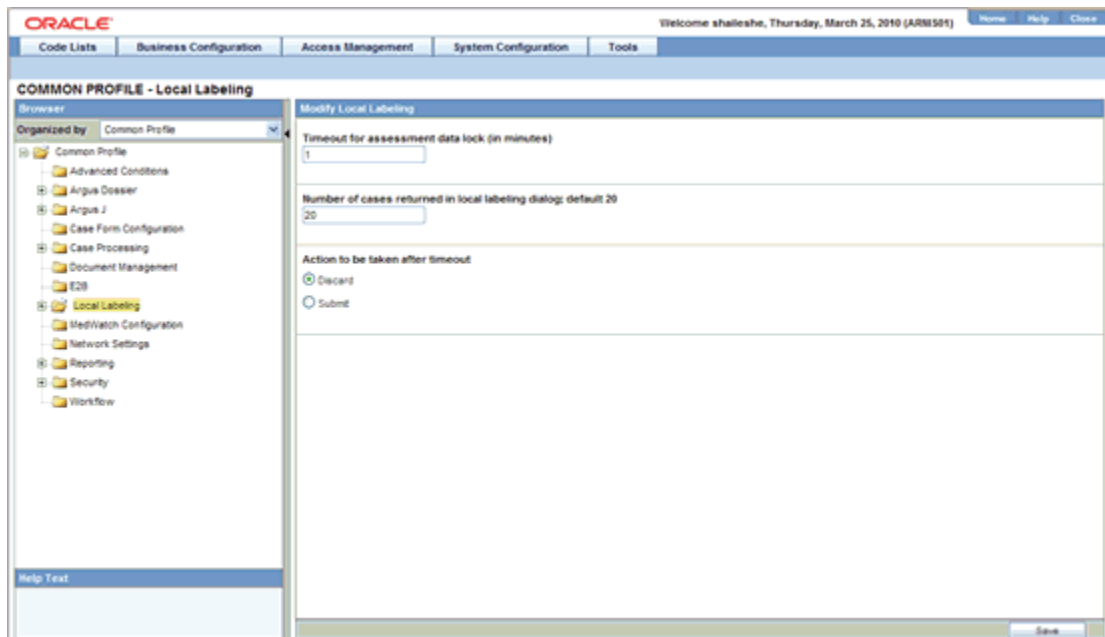 ORACLE
Welcome shaileshe, Thursday, March 25, 2010 (ARMIS01)
Home Help Close
Code Lists Business Configuration Access Management System Configuration Tools
COMMON PROFILE - Local Labeling
Browser
Organized by Common Profile
Common Profile
Advanced Conditions
Argus Dossier
Argus J
Case Form Configuration
Case Processing
Document Management
E2B
Local Labeling
MedWatch Configuration
Network Settings
Reporting
Security
Workflow
Help Text
Modify Local Labeling
Timeout for assessment data lock (in minutes)
1
Number of cases returned in local labeling dialog; default 20
20
Action to be taken after timeout
Discard
Submit
Save